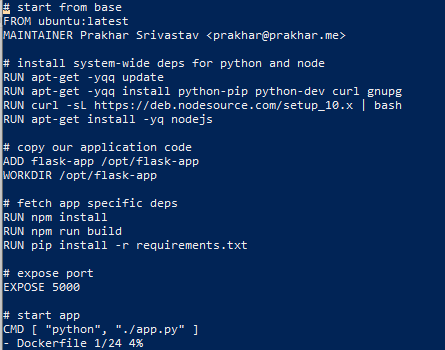 # start from base
FROM ubuntu:latest
MAINTAINER Prakhar Srivastav <prakhar@prakhar.me>
# install system-wide deps for python and node
RUN apt-get -yqq update
RUN apt-get -yqq install python-pip python-dev curl gnupg
RUN curl -sL https://deb.nodesource.com/setup_10.x | bash
RUN apt-get install -yq nodejs
# copy our application code
ADD flask-app /opt/flask-app
WORKDIR /opt/flask-app
# fetch app specific deps
RUN npm install
RUN npm run build
RUN pip install -r requirements.txt
# expose port
EXPOSE 5000
# start app
CMD [ "python", "./app.py" ]
- Dockerfile 1/24 4%